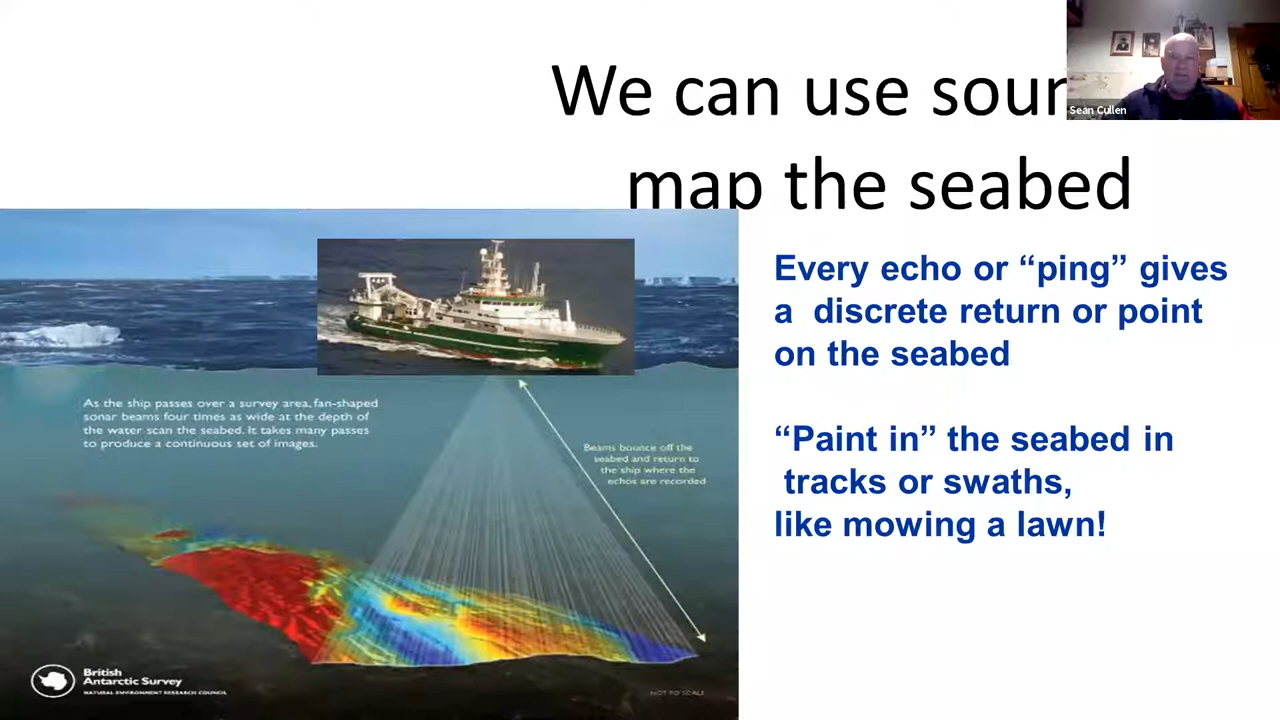 We can use soun
map the seabed
Sean Cullen
Every echo or “ping” gives
a discrete return or point
on the seabed
“Paint in” the seabed in
tracks or swaths,
like mowing a lawn!
As the ship passes over a survey area, fan-shaped
sonar beams four times as wide at the depth of
the water scan the seabed. It takes many passes
to produce a continuous set of images.
Beams bounce off the
seabed and return to
the ship where the
echos are recorded
British
Antarctic Survey
NATURAL ENVIRONMENT RESEARCH COUNCIL
NOT TO SCALE